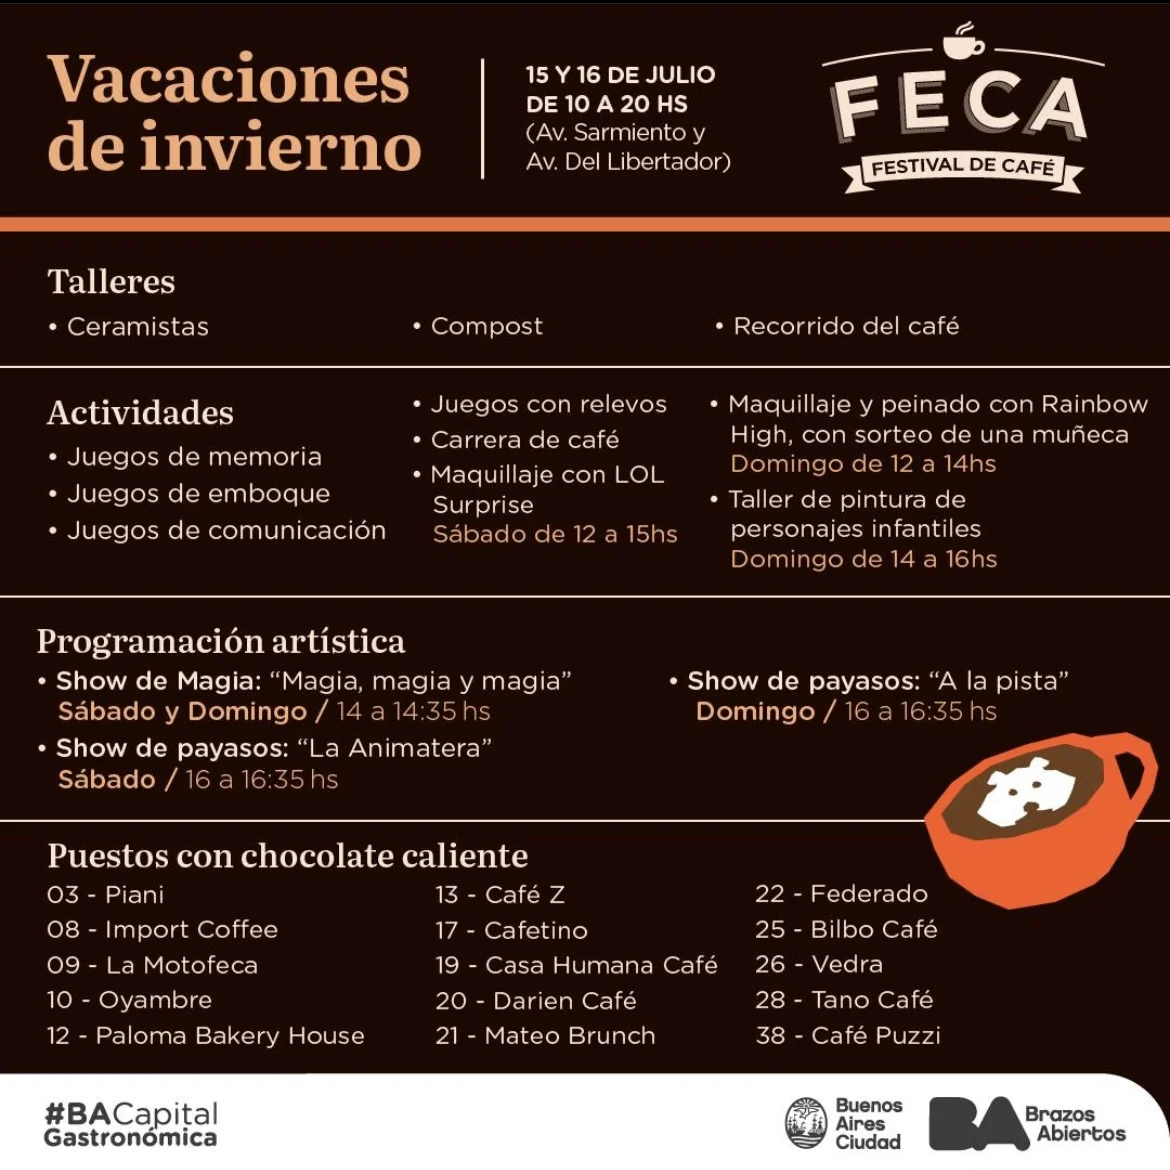 Vacaciones
de invierno
15 Y 16 DE JULIO
DE 10 A 20 HS
(Av. Sarmiento y
Av. Del Libertador)
FECA
FESTIVAL DE CAFÉ
Talleres
• Ceramistas
• Compost
• Recorrido del café
Actividades
• Juegos de memoria
• Juegos de emboque
• Juegos de comunicación
• Juegos con relevos
• Carrera de café
• Maquillaje con LOL
Surprise
Sábado de 12 a 15hs
• Maquillaje y peinado con Rainbow
High, con sorteo de una muñeca
Domingo de 12 a 14hs
• Taller de pintura de
personajes infantiles
Domingo de 14 a 16hs
Programación artística
• Show de Magia: “Magia, magia y magia”
Sábado y Domingo / 14 a 14:35 hs
• Show de payasos: “La Animatera”
Sábado / 16 a 16:35 hs
• Show de payasos: “A la pista”
Domingo / 16 a 16:35 hs
Puestos con chocolate caliente
03 - Piani
08 - Import Coffee
09 - La Motofeca
10 - Oyambre
12 - Paloma Bakery House
13 - Café Z
17 - Cafetino
19 - Casa Humana Café
20 - Darien Café
21 - Mateo Brunch
22 - Federado
25 - Bilbo Café
26 - Vedra
28 - Tano Café
38 - Café Puzzi
#BACapital
Gastronómica
Buenos
Aires
Ciudad
BA
Brazos
Abiertos